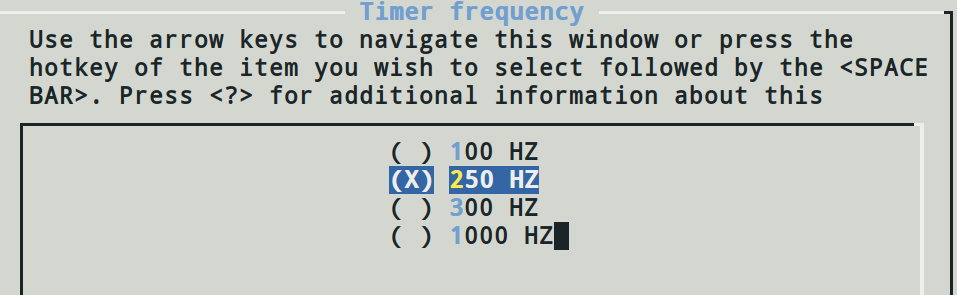 Timer frequency
Use the arrow keys to navigate this window or press the
hotkey of the item you wish to select followed by the <SPACE
BAR>. Press <?> for additional information about this
( ) 100 HZ
(X) 250 HZ
( ) 300 HZ
( ) 1000 HZ